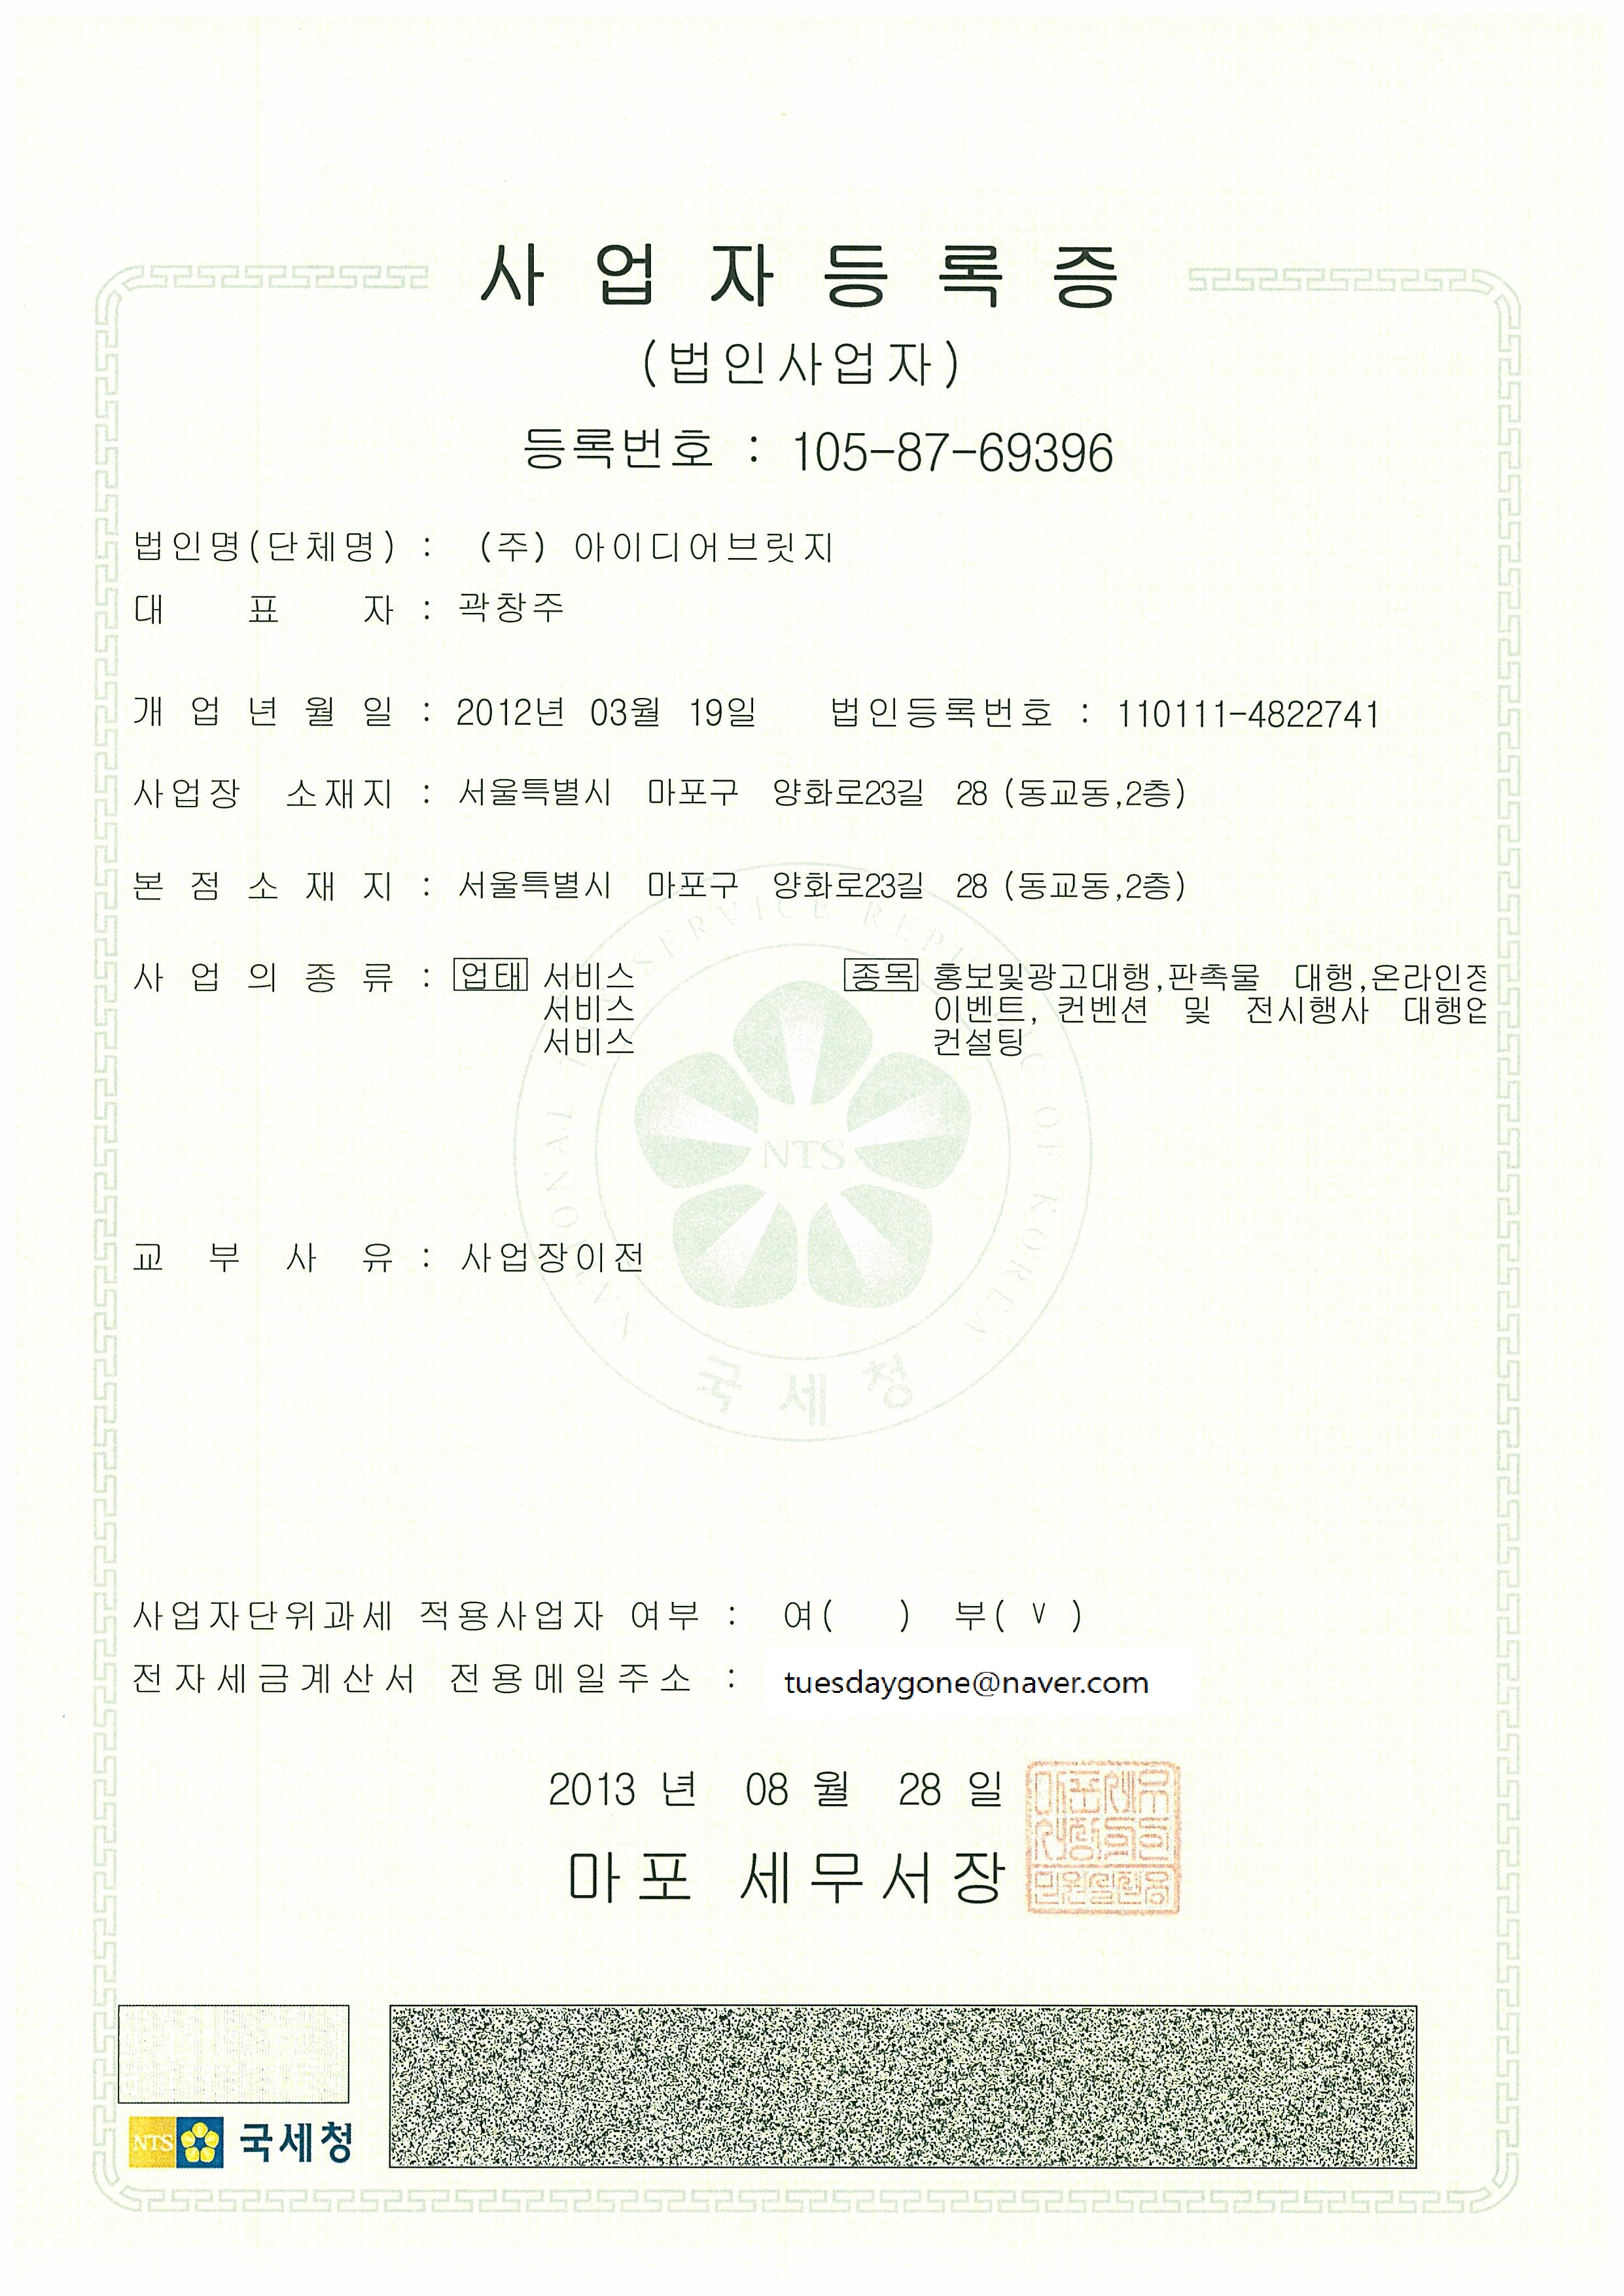 사업자등록증
(법인사업자)
등록번호 : 105-87-69396
법인명(단체명) : (주) 아이디어브릿지
대 표 자 : 곽창주
개 업 년 월 일 : 2012년 03월 19일 법인등록번호 : 110111-4822741
사업장 소재지 : 서울특별시 마포구 양화로23길 28 (동교동,2층)
본 점 소 재 지 : 서울특별시 마포구 양화로23길 28 (동교동,2층)
사 업 의 종 류 : 업태 서비스 종목 홍보및광고대행,판촉물 대행,온라인정
서비스 이벤트, 컨벤션 및 전시행사 대행업
서비스 컨설팅
NATIONAL TAX SERVICE REPUBLIC OF KOREA
NTS
국세청
교 부 사 유 : 사업장이전
사업자단위과세 적용사업자 여부 : 여( ) 부( V )
전자세금계산서 전용메일주소 : tuesdaygone@naver.com
2013 년 08 월 28 일
마포 세무서장
NTS 국세청